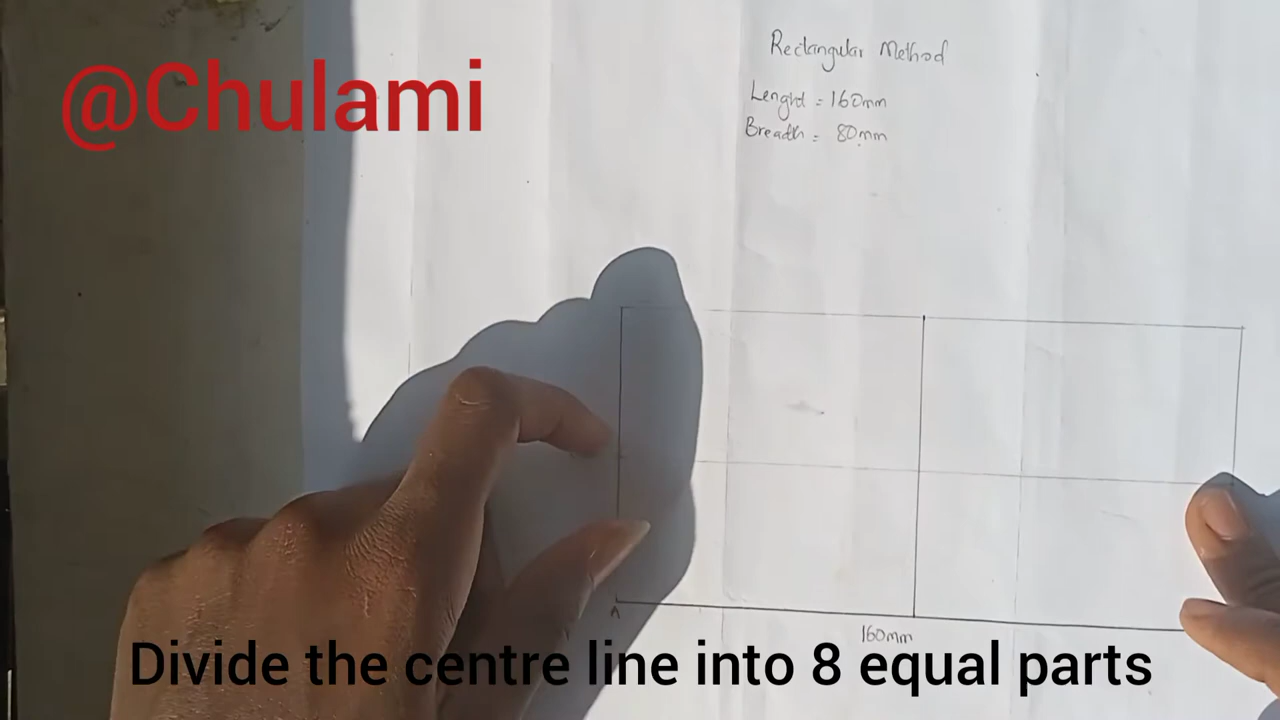 @Chulami
Rectangular Method
Lenght = 160mm
Breadth = 80mm
A
160mm
Divide the centre line into 8 equal parts